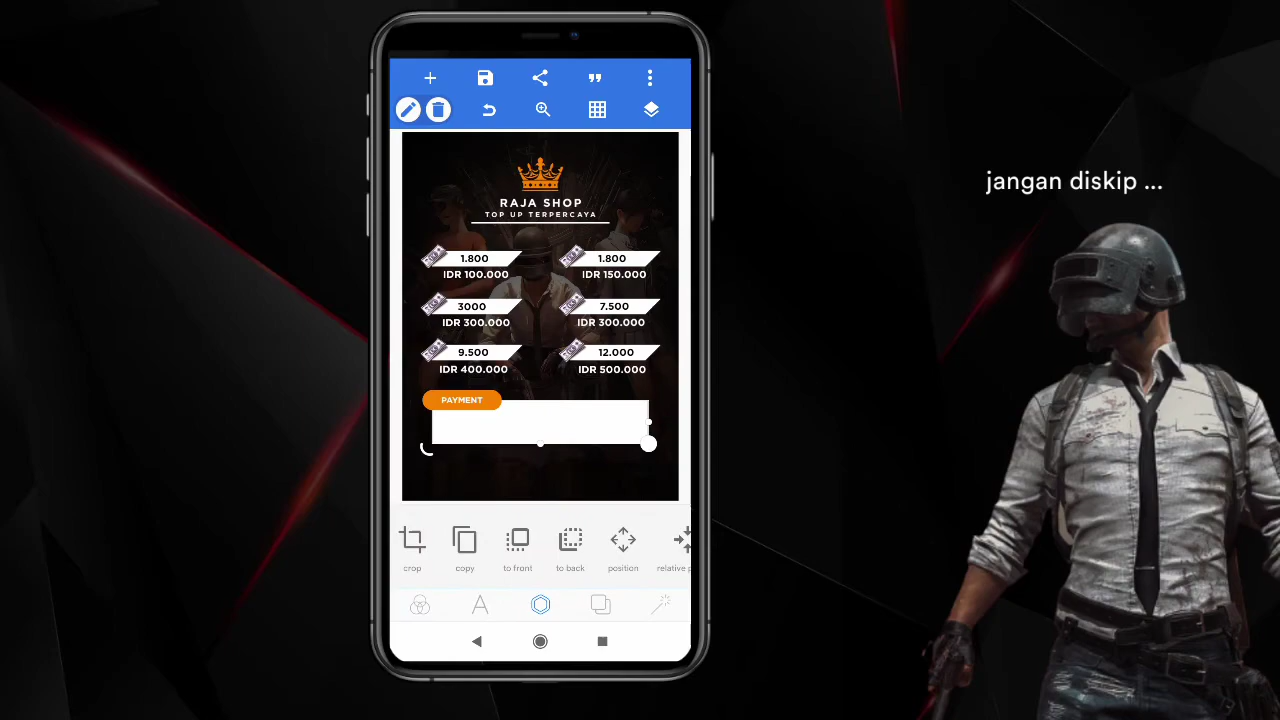 RAJA SHOP
TOP UP TERPERCAYA
1.800
IDR 100.000
1.800
IDR 150.000
3000
IDR 300.000
7.500
IDR 300.000
9.500
IDR 400.000
12.000
IDR 500.000
PAYMENT
crop
copy
to front
to back
position
relative p
jangan diskip ...